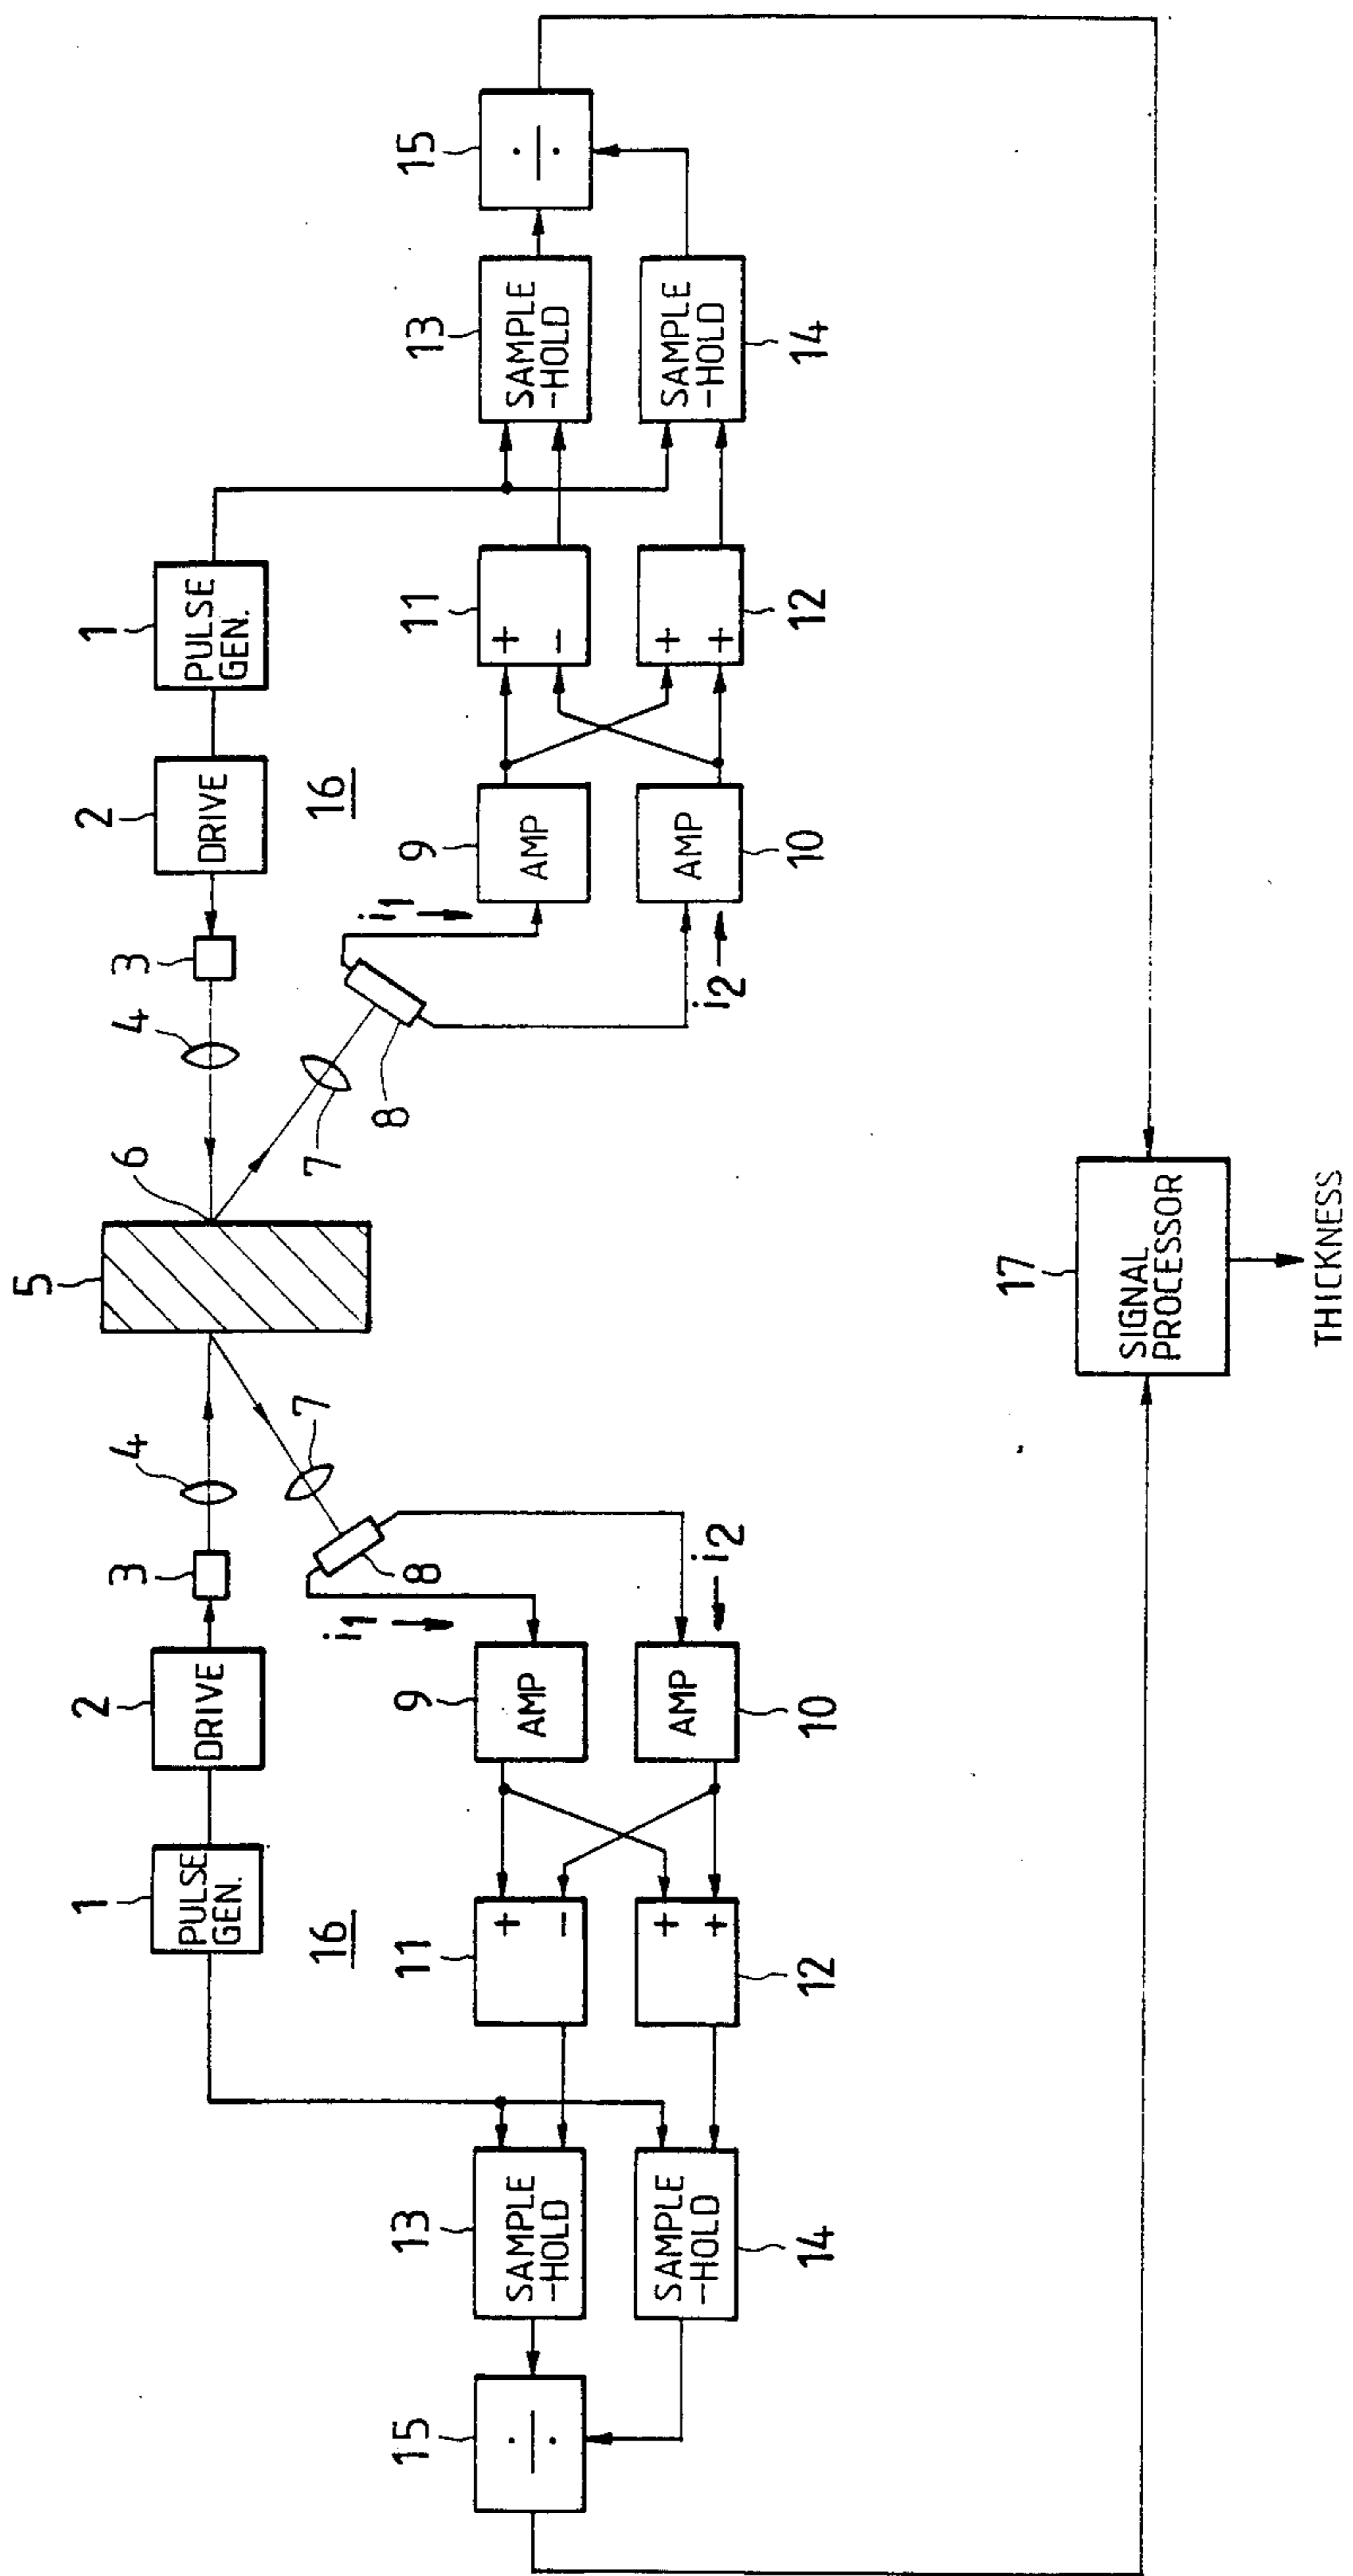 5
1
2
3
4
6
4
3
2
1
PULSE
GEN.
DRIVE
DRIVE
PULSE
GEN.
16
7
7
16
i1
8
8
i1
15
13
11
9
9
11
13
15
÷
SAMPLE
-HOLD
+
-
AMP
AMP
+
-
SAMPLE
-HOLD
÷
SAMPLE
-HOLD
+
+
AMP
AMP
+
+
SAMPLE
-HOLD
14
12
10
i2
i2
10
12
14
17
SIGNAL
PROCESSOR
THICKNESS